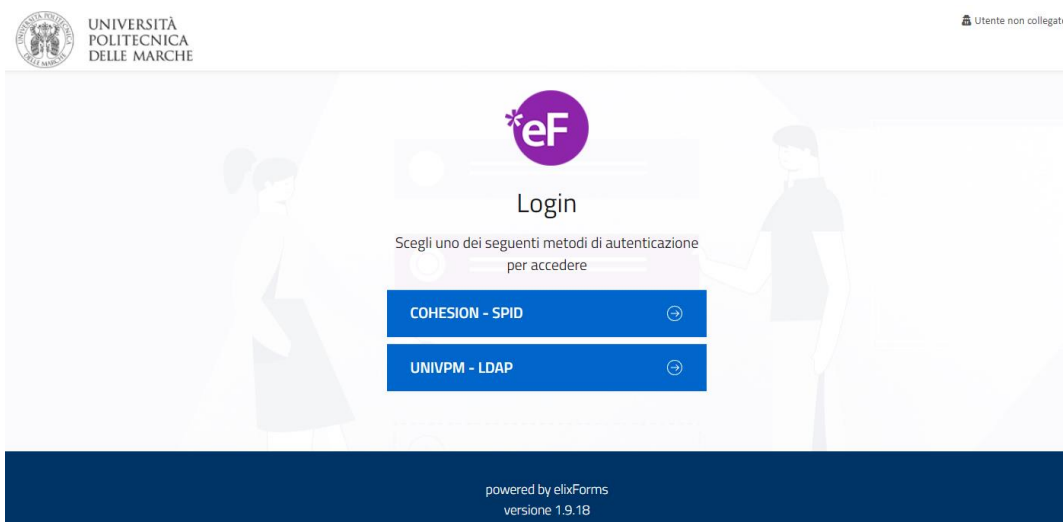 UNIVERSITÀ
POLITECNICA
DELLE MARCHE
Utente non collegato
*eF
Login
Scegli uno dei seguenti metodi di autenticazione
per accedere
COHESION - SPID
UNIVPM - LDAP
powered by elixForms
versione 1.9.18